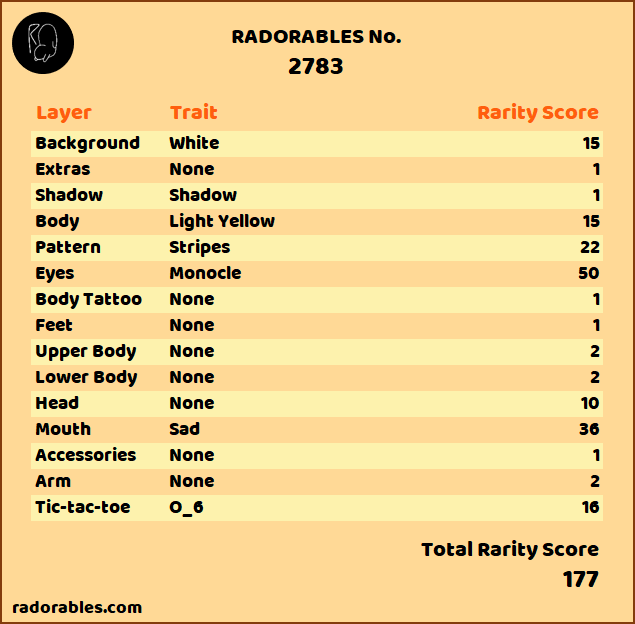 RADORABLES No.
2783
Layer Trait Rarity Score
Background White 15
Extras None 1
Shadow Shadow 1
Body Light Yellow 15
Pattern Stripes 22
Eyes Monocle 50
Body Tattoo None 1
Feet None 1
Upper Body None 2
Lower Body None 2
Head None 10
Mouth Sad 36
Accessories None 1
Arm None 2
Tic-tac-toe O_6 16
Total Rarity Score
177
radorables.com